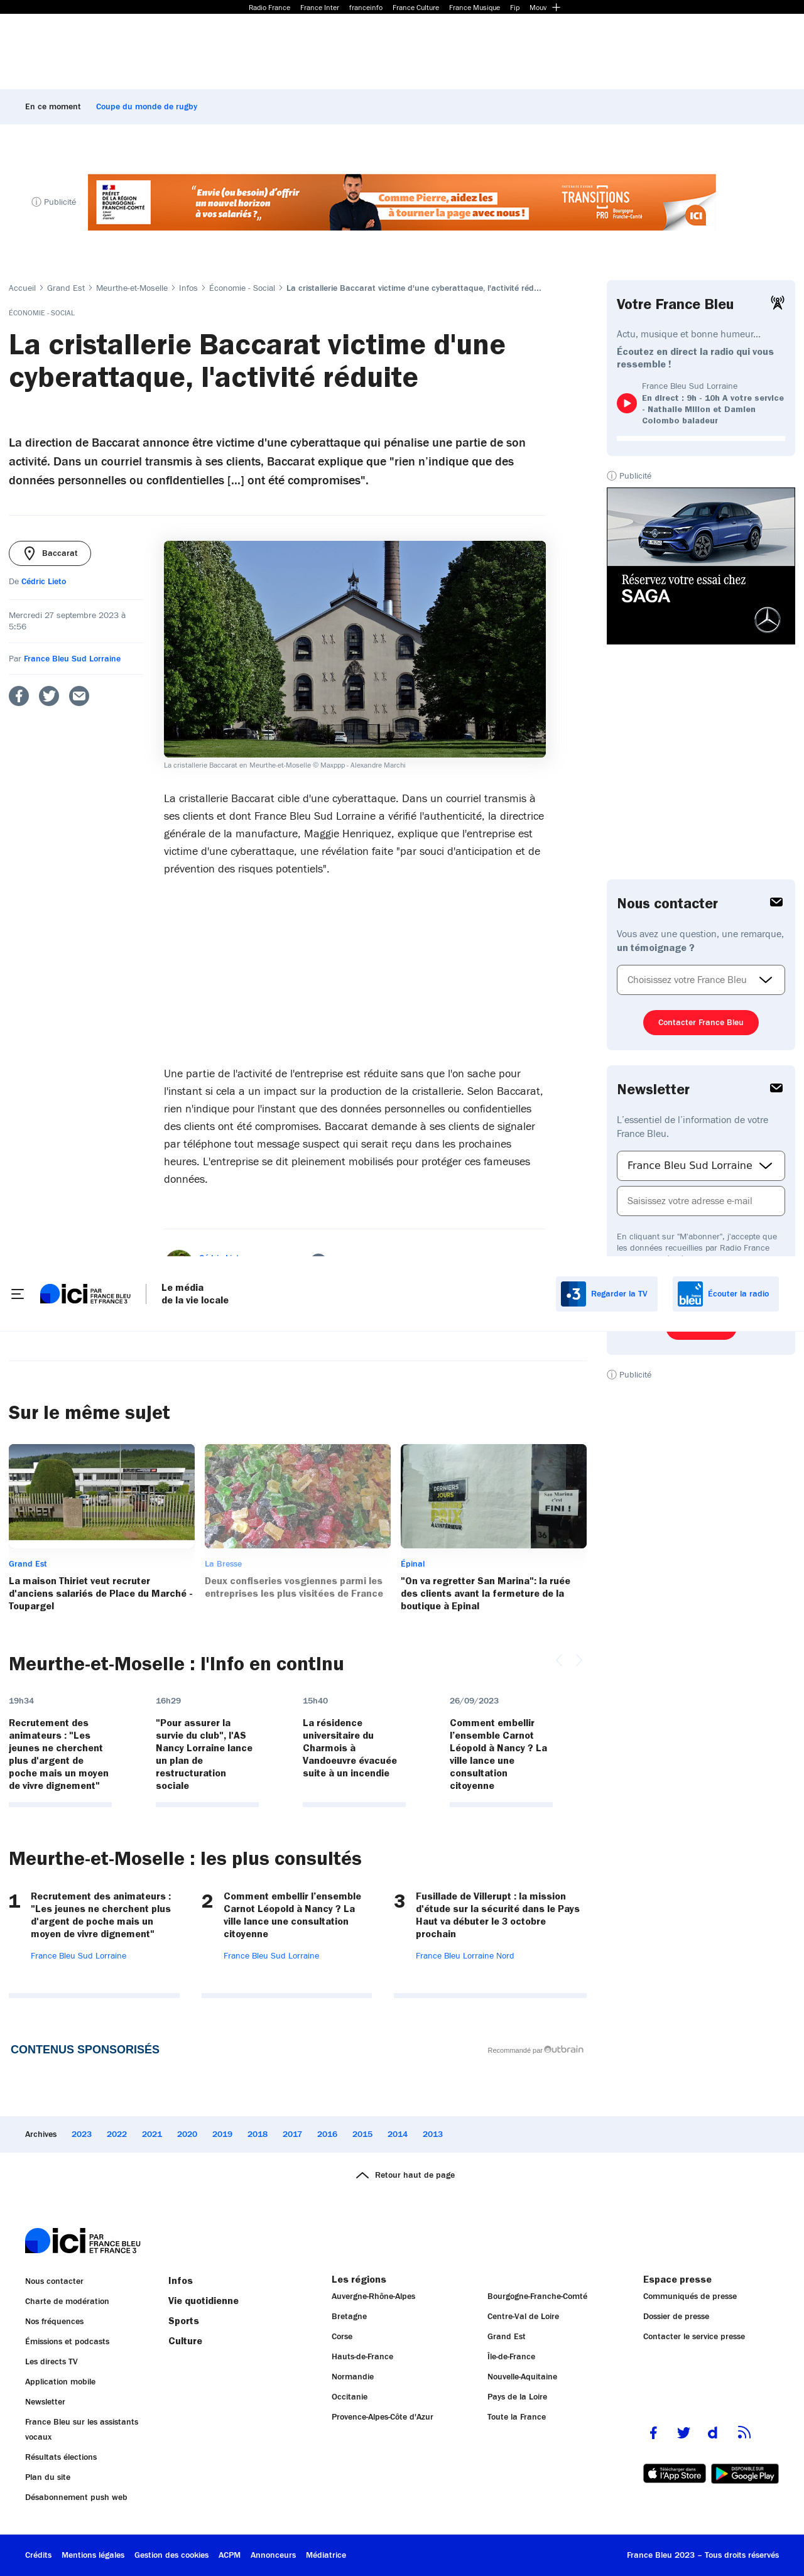 Radio France France Inter franceinfo France Culture France Musique Fip Mouv
En ce moment Coupe du monde de rugby
Publicité
PRÉFET DE LA RÉGION BOURGOGNE-FRANCHE-COMTÉ
“Envie (ou besoin) d'offrir un nouvel horizon à vos salariés ?„
Comme Pierre, aidez les à tourner la page avec nous !
TRANSITIONS PRO Bourgogne Franche-Comté
ICI
Accueil Grand Est Meurthe-et-Moselle Infos Économie - Social La cristallerie Baccarat victime d'une cyberattaque, l'activité réd...
ÉCONOMIE - SOCIAL
La cristallerie Baccarat victime d'une
cyberattaque, l'activité réduite
La direction de Baccarat annonce être victime d'une cyberattaque qui pénalise une partie de son
activité. Dans un courriel transmis à ses clients, Baccarat explique que "rien n’indique que des
données personnelles ou confidentielles [...] ont été compromises".
Baccarat
De Cédric Lieto
Mercredi 27 septembre 2023 à
5:56
Par France Bleu Sud Lorraine
La cristallerie Baccarat en Meurthe-et-Moselle © Maxppp - Alexandre Marchi
La cristallerie Baccarat cible d'une cyberattaque. Dans un courriel transmis à
ses clients et dont France Bleu Sud Lorraine a vérifié l'authenticité, la directrice
générale de la manufacture, Maggie Henriquez, explique que l'entreprise est
victime d'une cyberattaque, une révélation faite "par souci d'anticipation et de
prévention des risques potentiels".
Une partie de l'activité de l'entreprise est réduite sans que l'on sache pour
l'instant si cela a un impact sur la production de la cristallerie. Selon Baccarat,
rien n'indique pour l'instant que des données personnelles ou confidentielles
des clients ont été compromises. Baccarat demande à ses clients de signaler
par téléphone tout message suspect qui serait reçu dans les prochaines
heures. L'entreprise se dit pleinement mobilisés pour protéger ces fameuses
données.
Votre France Bleu
Actu, musique et bonne humeur...
Écoutez en direct la radio qui vous
ressemble !
France Bleu Sud Lorraine
En direct : 9h - 10h A votre service
- Nathalie Milion et Damien
Colombo baladeur
Publicité
Réservez votre essai chez
SAGA
Nous contacter
Vous avez une question, une remarque,
un témoignage ?
Choisissez votre France Bleu
Contacter France Bleu
Newsletter
L’essentiel de l’information de votre
France Bleu.
France Bleu Sud Lorraine
Saisissez votre adresse e-mail
En cliquant sur "M'abonner", j'accepte que
les données recueillies par Radio France
ici PAR FRANCE BLEU ET FRANCE 3
Le média
de la vie locale
3 Regarder la TV
france bleu Écouter la radio
Publicité
Sur le même sujet
THIRIET
DERNIERS JOURS
San Marina c'est FINI !
36
Grand Est
La maison Thiriet veut recruter
d'anciens salariés de Place du Marché -
Toupargel
La Bresse
Deux confiseries vosgiennes parmi les
entreprises les plus visitées de France
Épinal
"On va regretter San Marina": la ruée
des clients avant la fermeture de la
boutique à Epinal
Meurthe-et-Moselle : l'info en continu
19h34
Recrutement des
animateurs : "Les
jeunes ne cherchent
plus d'argent de
poche mais un moyen
de vivre dignement"
16h29
"Pour assurer la
survie du club", l'AS
Nancy Lorraine lance
un plan de
restructuration
sociale
15h40
La résidence
universitaire du
Charmois à
Vandoeuvre évacuée
suite à un incendie
26/09/2023
Comment embellir
l’ensemble Carnot
Léopold à Nancy ? La
ville lance une
consultation
citoyenne
Meurthe-et-Moselle : les plus consultés
1
Recrutement des animateurs :
"Les jeunes ne cherchent plus
d'argent de poche mais un
moyen de vivre dignement"
France Bleu Sud Lorraine
2
Comment embellir l’ensemble
Carnot Léopold à Nancy ? La
ville lance une consultation
citoyenne
France Bleu Sud Lorraine
3
Fusillade de Villerupt : la mission
d'étude sur la sécurité dans le Pays
Haut va débuter le 3 octobre
prochain
France Bleu Lorraine Nord
CONTENUS SPONSORISÉS
Recommandé par Outbrain
Archives 2023 2022 2021 2020 2019 2018 2017 2016 2015 2014 2013
Retour haut de page
ici PAR FRANCE BLEU ET FRANCE 3
Nous contacter
Charte de modération
Nos fréquences
Émissions et podcasts
Les directs TV
Application mobile
Newsletter
France Bleu sur les assistants
vocaux
Résultats élections
Plan du site
Désabonnement push web
Infos
Vie quotidienne
Sports
Culture
Les régions
Auvergne-Rhône-Alpes
Bretagne
Corse
Hauts-de-France
Normandie
Occitanie
Provence-Alpes-Côte d'Azur
Bourgogne-Franche-Comté
Centre-Val de Loire
Grand Est
Île-de-France
Nouvelle-Aquitaine
Pays de la Loire
Toute la France
Espace presse
Communiqués de presse
Dossier de presse
Contacter le service presse
Télécharger dans l'App Store
DISPONIBLE SUR Google Play
Crédits Mentions légales Gestion des cookies ACPM Annonceurs Médiatrice
France Bleu 2023 – Tous droits réservés